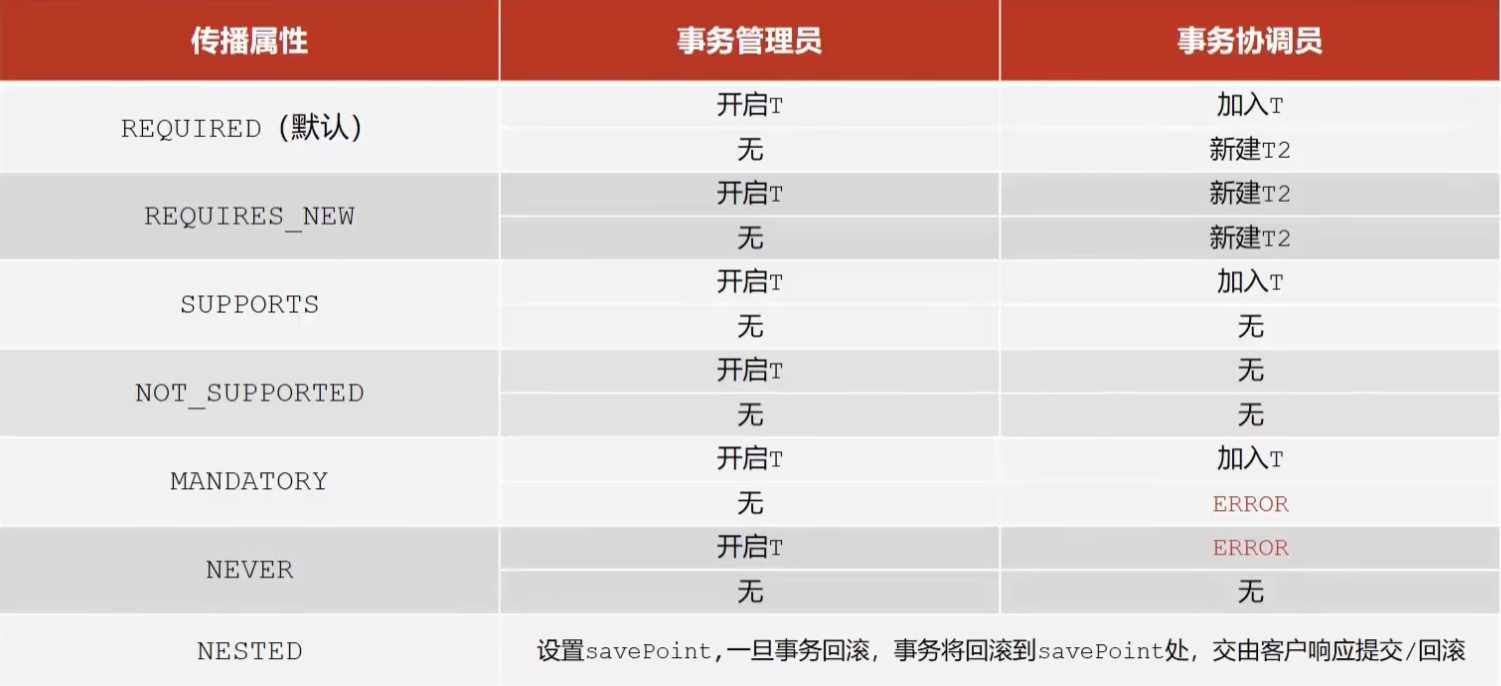 传播属性 事务管理员 事务协调员
REQUIRED（默认） 开启T 加入T
无 新建T2
REQUIRES_NEW 开启T 新建T2
无 新建T2
SUPPORTS 开启T 加入T
无 无
NOT_SUPPORTED 开启T 无
无 无
MANDATORY 开启T 加入T
无 ERROR
NEVER 开启T ERROR
无 无
NESTED 设置savePoint,一旦事务回滚，事务将回滚到savePoint处，交由客户响应提交/回滚